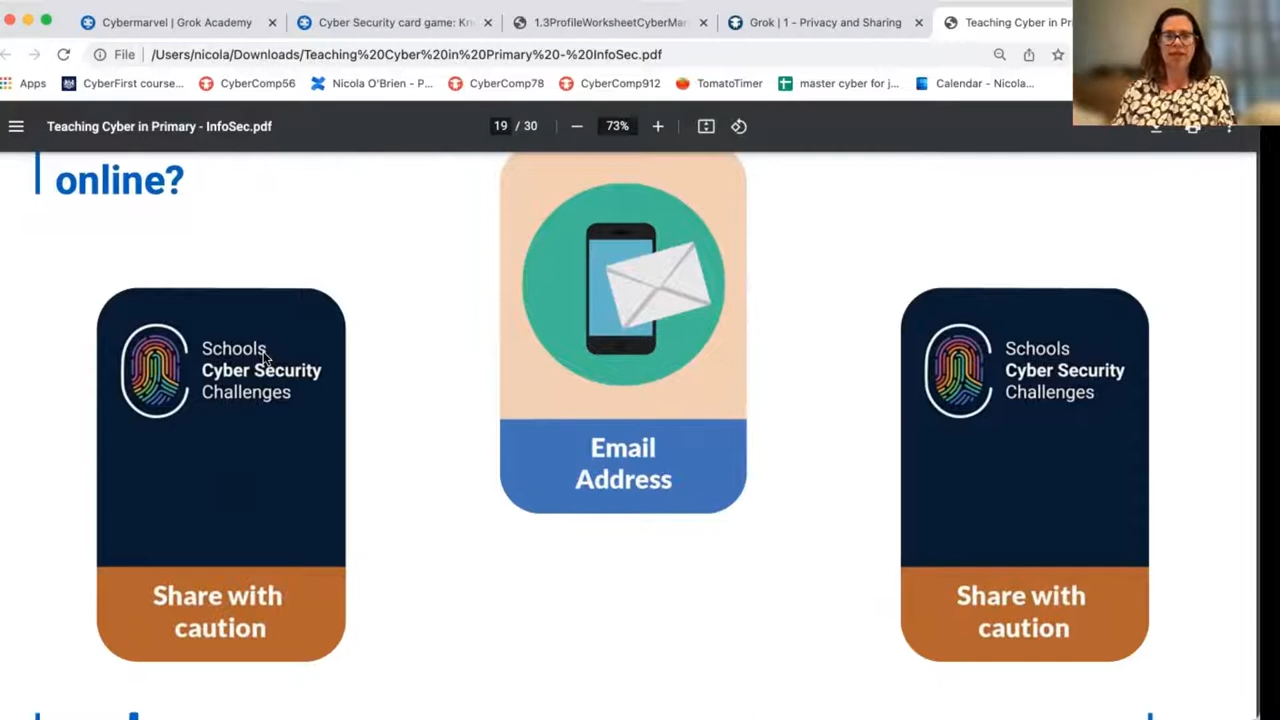 Cybermarvel | Grok Academy
Cyber Security card game: Kn
1.3ProfileWorksheetCyberMar
Grok | 1 - Privacy and Sharing
Teaching Cyber in Pr
File
/Users/nicola/Downloads/Teaching%20Cyber%20in%20Primary%20-%20InfoSec.pdf
Apps
CyberFirst course...
CyberComp56
Nicola O'Brien - P...
CyberComp78
CyberComp912
TomatoTimer
master cyber for j...
Calendar - Nicola...
Teaching Cyber in Primary - InfoSec.pdf
19 / 30
73%
online?
Schools
Cyber Security
Challenges
Share with
caution
Email
Address
Schools
Cyber Security
Challenges
Share with
caution